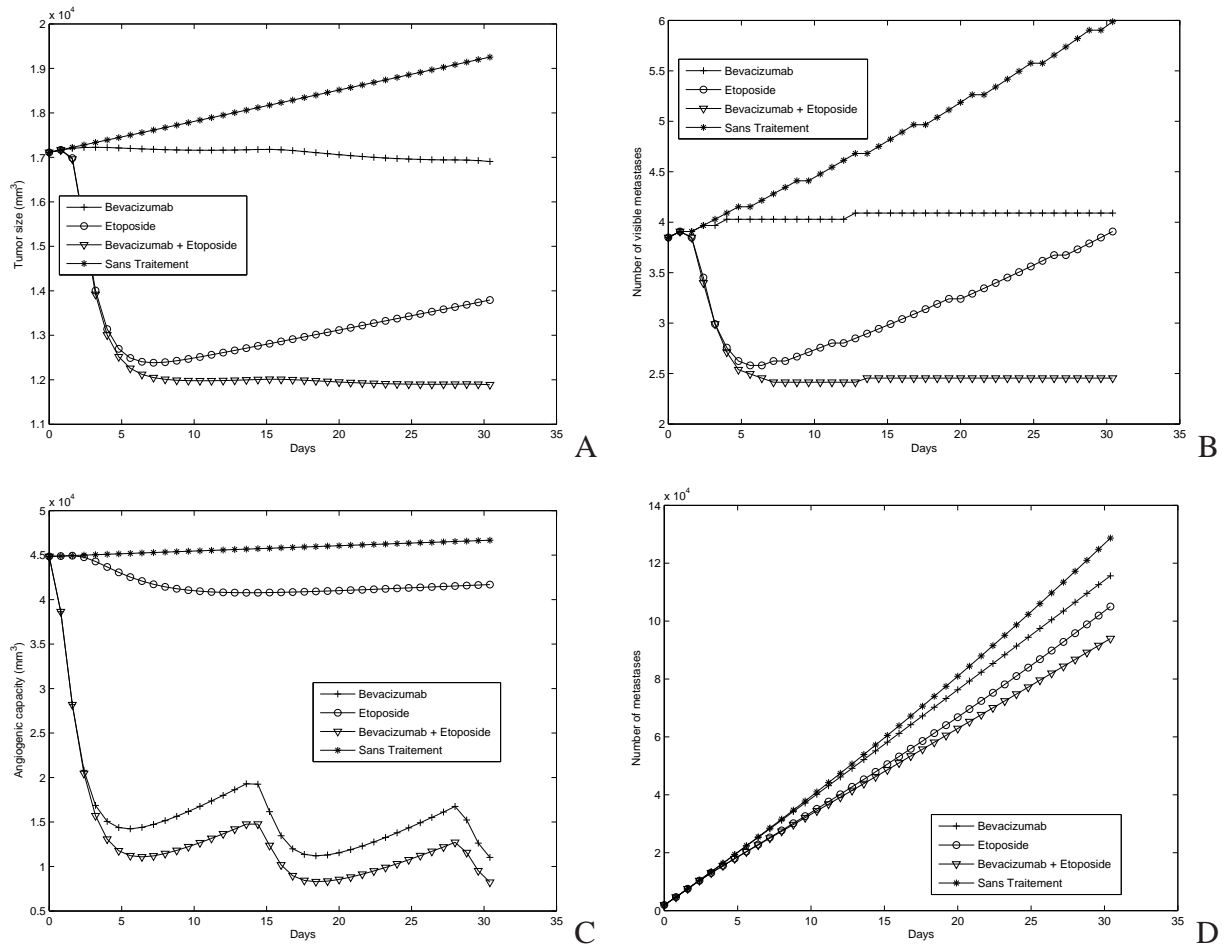 x 10^4
2
1.9
1.8
1.7
1.6
1.5
1.4
1.3
1.2
1.1
Tumor size (mm^3)
Bevacizumab
Etoposide
Bevacizumab + Etoposide
Sans Traitement
0 5 10 15 20 25 30 35
Days
A
6
5.5
5
4.5
4
3.5
3
2.5
2
Number of visible metastases
Bevacizumab
Etoposide
Bevacizumab + Etoposide
Sans Traitement
0 5 10 15 20 25 30 35
Days
B
x 10^4
5
4.5
4
3.5
3
2.5
2
1.5
1
0.5
Angiogenic capacity (mm^3)
Bevacizumab
Etoposide
Bevacizumab + Etoposide
Sans Traitement
0 5 10 15 20 25 30 35
Days
C
x 10^4
14
12
10
8
6
4
2
0
Number of metastases
Bevacizumab
Etoposide
Bevacizumab + Etoposide
Sans Traitement
0 5 10 15 20 25 30 35
Days
D